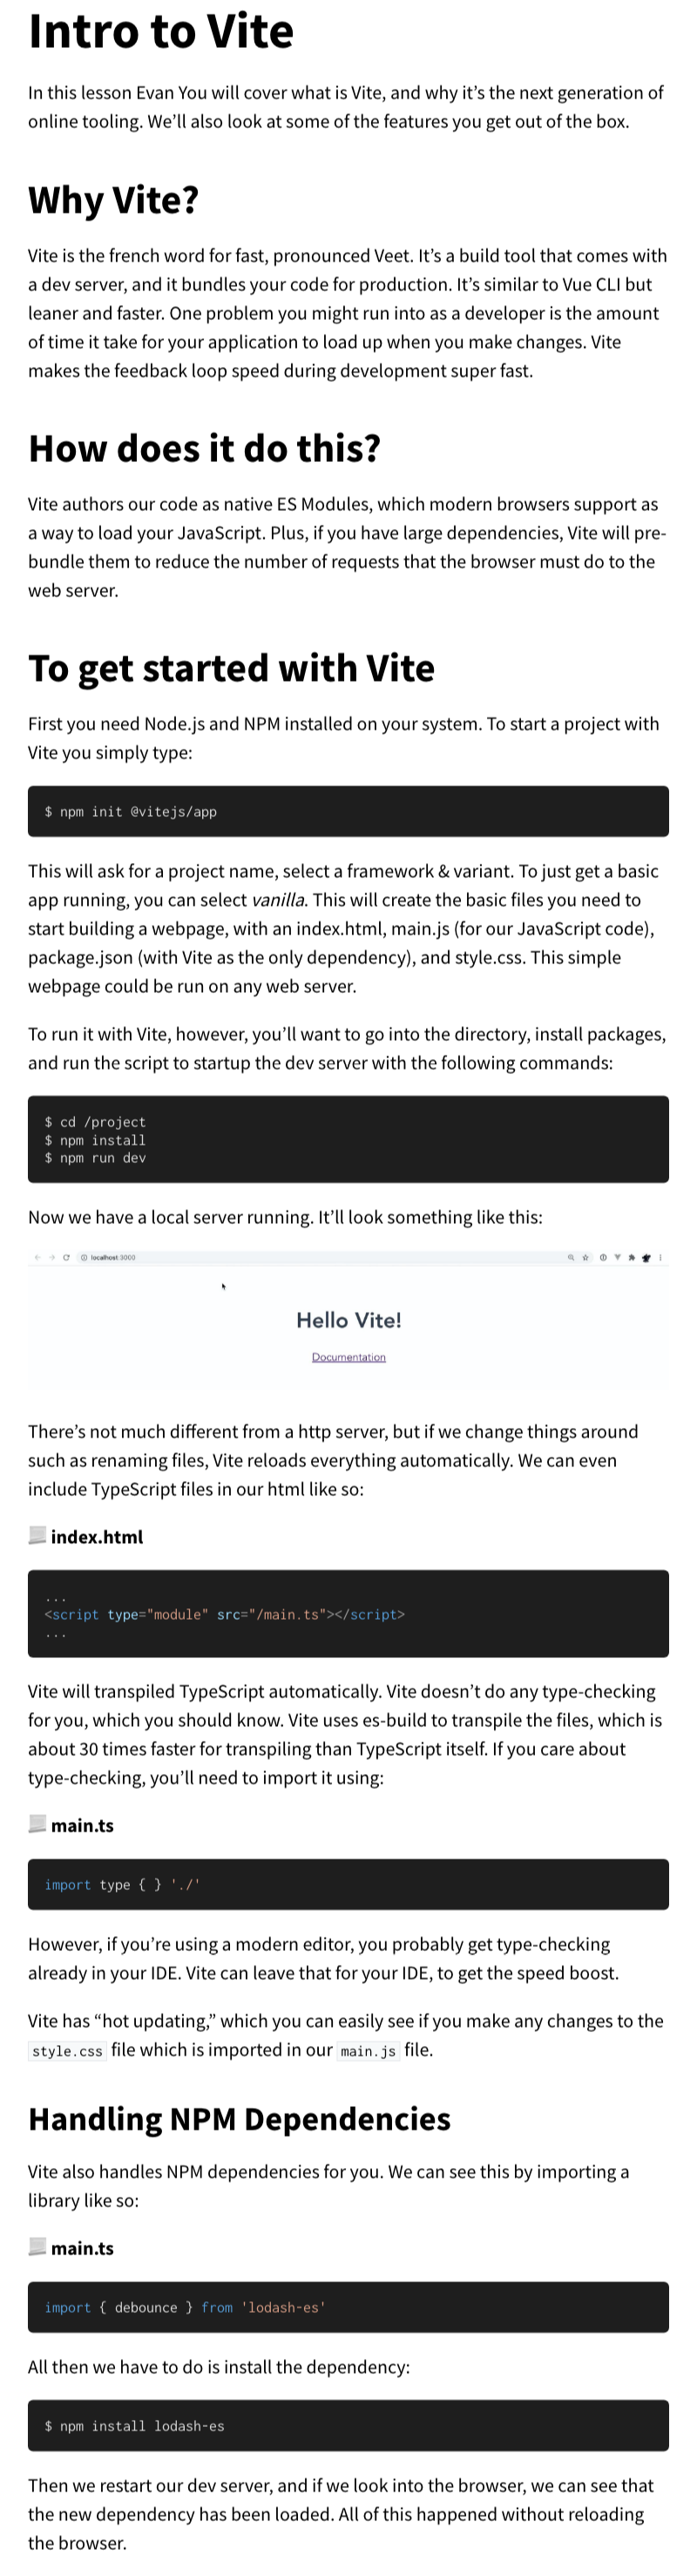 Intro to Vite
In this lesson Evan You will cover what is Vite, and why it’s the next generation of
online tooling. We’ll also look at some of the features you get out of the box.
Why Vite?
Vite is the french word for fast, pronounced Veet. It’s a build tool that comes with
a dev server, and it bundles your code for production. It’s similar to Vue CLI but
leaner and faster. One problem you might run into as a developer is the amount
of time it take for your application to load up when you make changes. Vite
makes the feedback loop speed during development super fast.
How does it do this?
Vite authors our code as native ES Modules, which modern browsers support as
a way to load your JavaScript. Plus, if you have large dependencies, Vite will pre-
bundle them to reduce the number of requests that the browser must do to the
web server.
To get started with Vite
First you need Node.js and NPM installed on your system. To start a project with
Vite you simply type:
$ npm init @vitejs/app
This will ask for a project name, select a framework & variant. To just get a basic
app running, you can select vanilla. This will create the basic files you need to
start building a webpage, with an index.html, main.js (for our JavaScript code),
package.json (with Vite as the only dependency), and style.css. This simple
webpage could be run on any web server.
To run it with Vite, however, you’ll want to go into the directory, install packages,
and run the script to startup the dev server with the following commands:
$ cd /project
$ npm install
$ npm run dev
Now we have a local server running. It’ll look something like this:
localhost:3000
Hello Vite!
Documentation
There’s not much different from a http server, but if we change things around
such as renaming files, Vite reloads everything automatically. We can even
include TypeScript files in our html like so:
index.html
...
<script type="module" src="/main.ts"></script>
...
Vite will transpiled TypeScript automatically. Vite doesn’t do any type-checking
for you, which you should know. Vite uses es-build to transpile the files, which is
about 30 times faster for transpiling than TypeScript itself. If you care about
type-checking, you’ll need to import it using:
main.ts
import type { } './'
However, if you’re using a modern editor, you probably get type-checking
already in your IDE. Vite can leave that for your IDE, to get the speed boost.
Vite has “hot updating,” which you can easily see if you make any changes to the
style.css file which is imported in our main.js file.
Handling NPM Dependencies
Vite also handles NPM dependencies for you. We can see this by importing a
library like so:
main.ts
import { debounce } from 'lodash-es'
All then we have to do is install the dependency:
$ npm install lodash-es
Then we restart our dev server, and if we look into the browser, we can see that
the new dependency has been loaded. All of this happened without reloading
the browser.